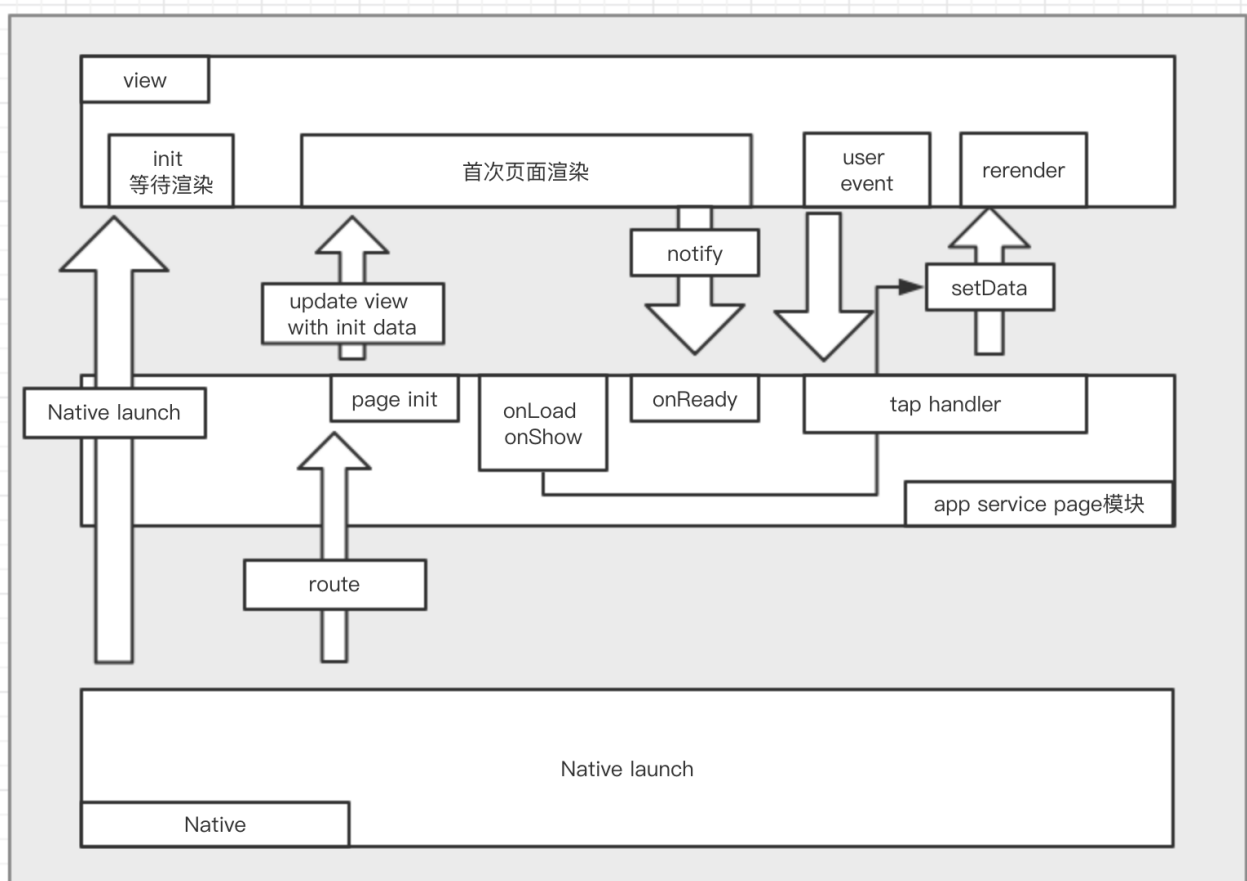 view
init
等待渲染
首次页面渲染
user
event
rerender
notify
update view
with init data
setData
Native launch
page init
onLoad
onShow
onReady
tap handler
app service page模块
route
Native launch
Native